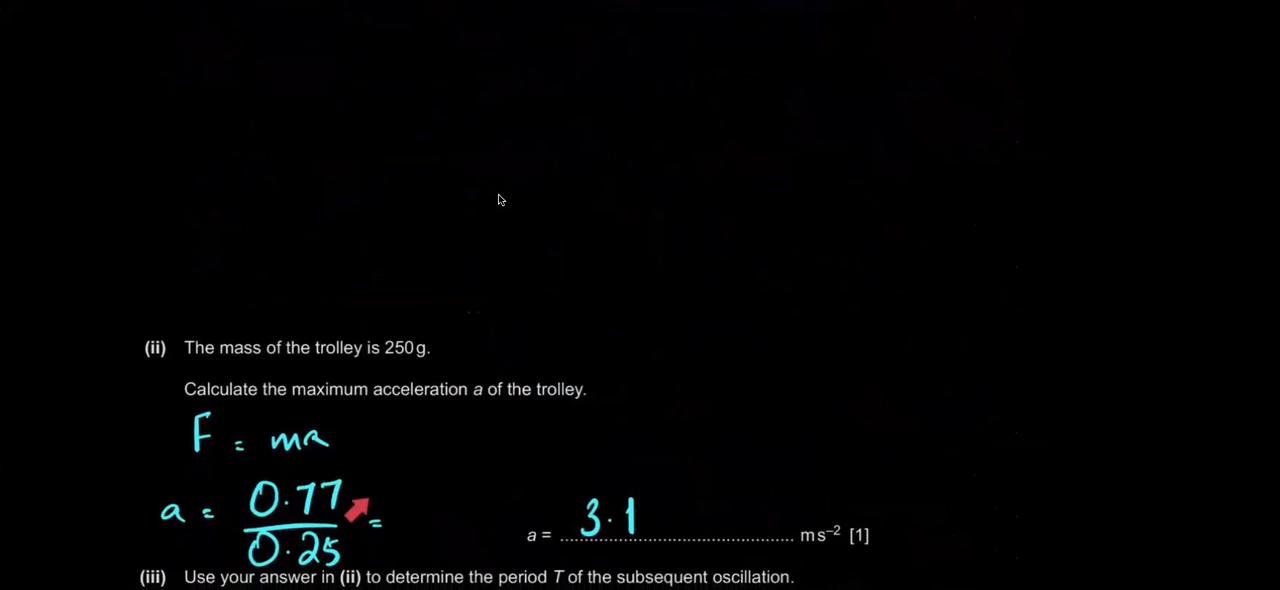 (ii) The mass of the trolley is 250 g.
Calculate the maximum acceleration a of the trolley.
F = ma
a = 0.77 / 0.25 =
a = 3.1 ms⁻² [1]
(iii) Use your answer in (ii) to determine the period T of the subsequent oscillation.